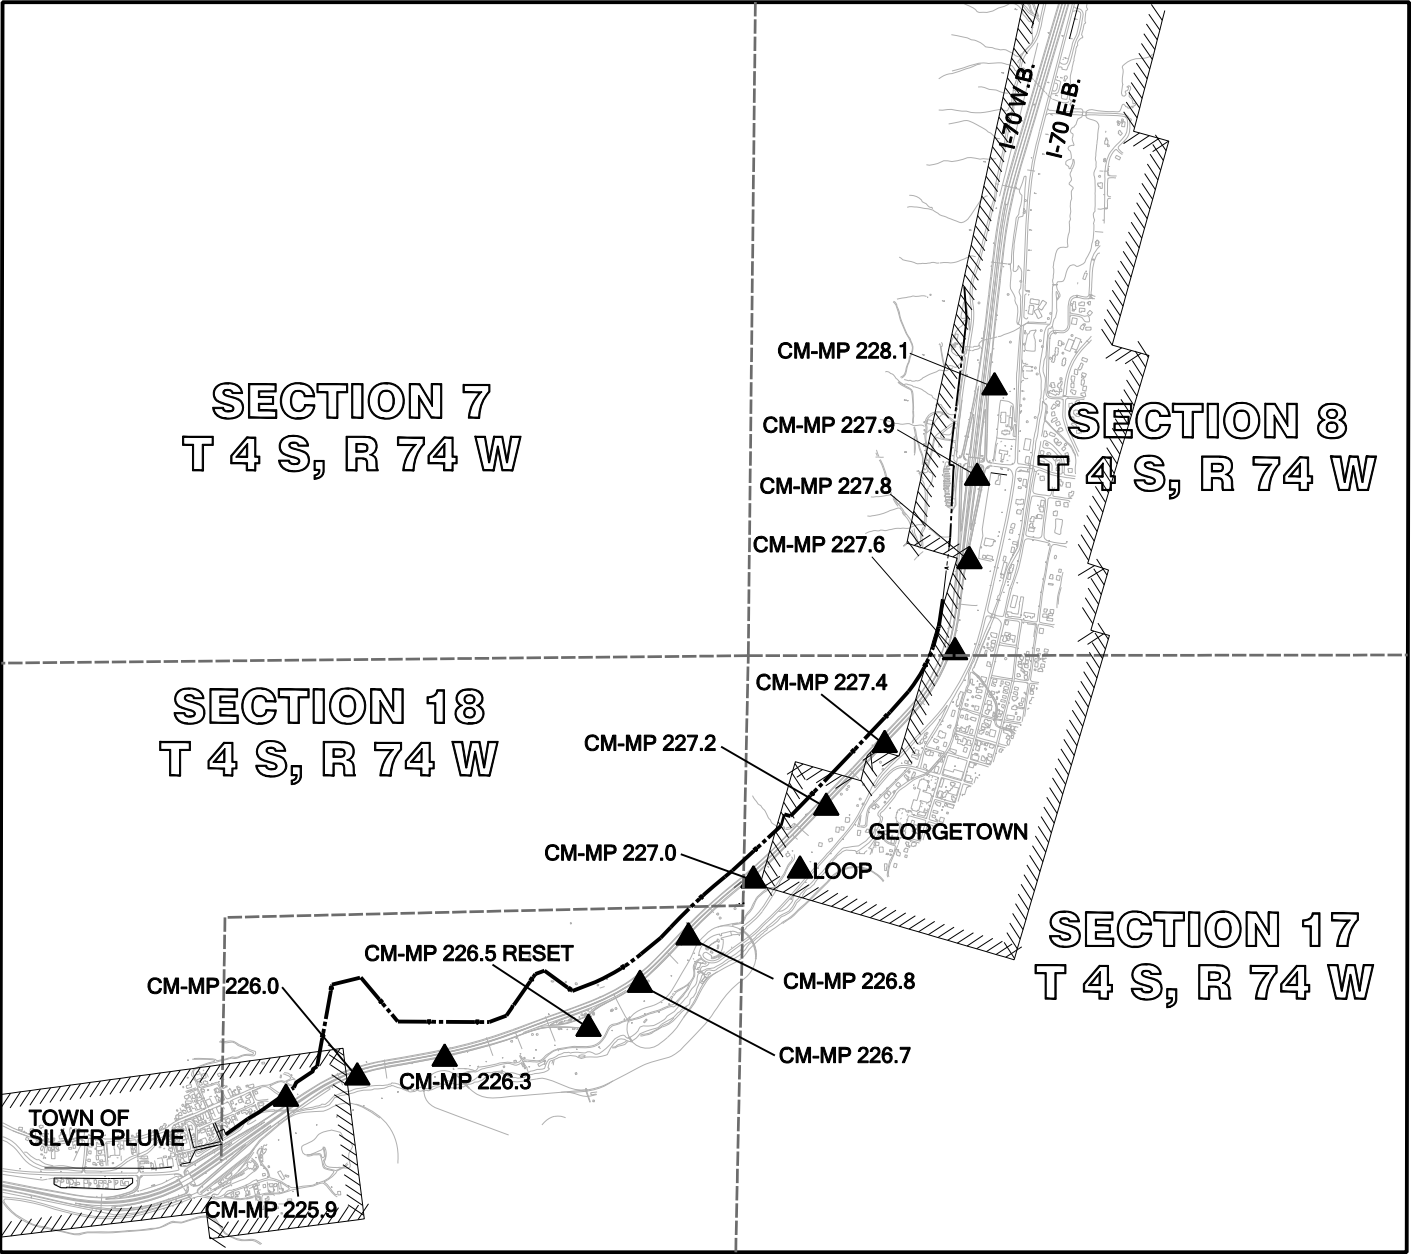 I-70 W.B.
I-70 E.B.
CM-MP 228.1
SECTION 7
T 4 S, R 74 W
SECTION 8
T 4 S, R 74 W
CM-MP 227.9
CM-MP 227.8
CM-MP 227.6
CM-MP 227.4
SECTION 18
T 4 S, R 74 W
CM-MP 227.2
GEORGETOWN
CM-MP 227.0
LOOP
SECTION 17
T 4 S, R 74 W
CM-MP 226.5 RESET
CM-MP 226.0
CM-MP 226.8
CM-MP 226.7
CM-MP 226.3
TOWN OF
SILVER PLUME
CM-MP 225.9